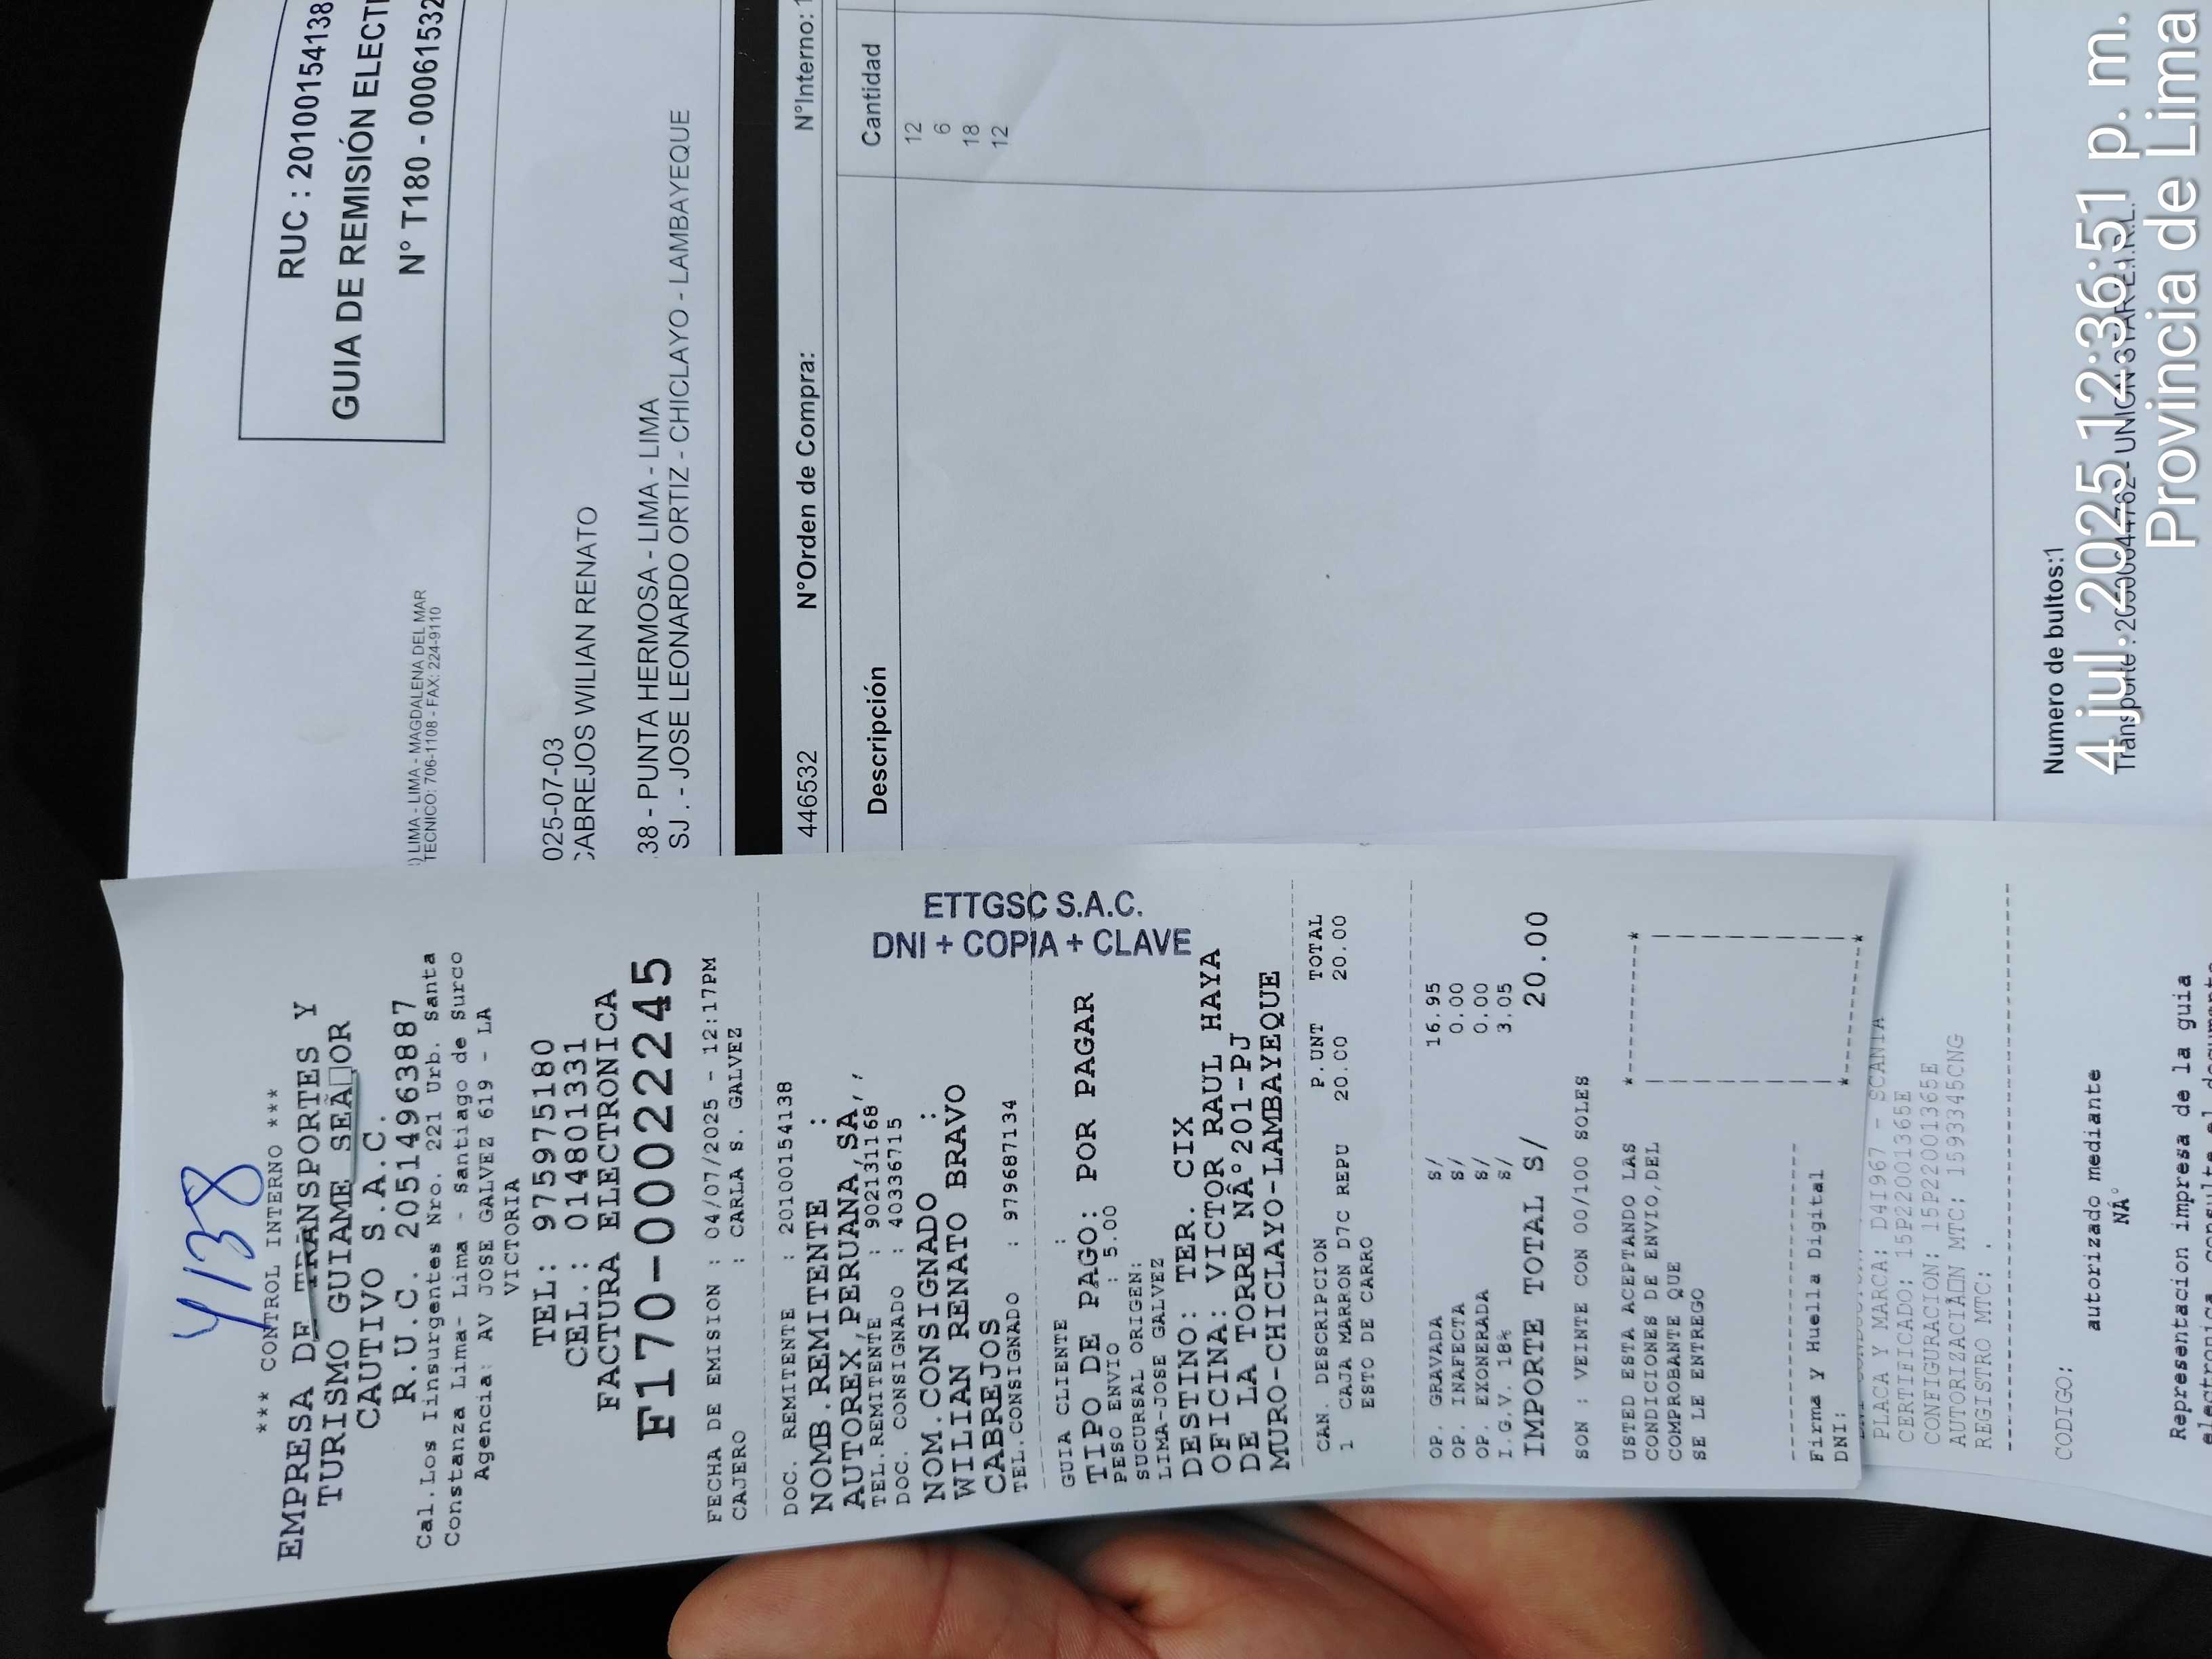 Y138
*** CONTROL INTERNO ***
EMPRESA DE TRANSPORTES Y
TURISMO GUIAME SEÃ□OR
CAUTIVO S.A.C.
R.U.C. 20514963887
Cal.Los Iinsurgentes Nro. 221 Urb. Santa
Constanza Lima- Lima - Santiago de Surco
Agencia: AV JOSE GALVEZ 619 - LA
VICTORIA
TEL: 975975180
CEL.: 014801331
FACTURA ELECTRONICA
F170-0002245
FECHA DE EMISION : 04/07/2025 - 12:17PM
CAJERO : CARLA S. GALVEZ
DOC. REMITENTE : 20100154138
NOMB.REMITENTE :
AUTOREX,PERUANA,SA,,
TEL.REMITENTE : 902131168
DOC. CONSIGNADO : 40336715
NOM.CONSIGNADO :
WILIAN RENATO BRAVO
CABREJOS
TEL.CONSIGNADO : 979687134
ETTGSC S.A.C.
DNI + COPIA + CLAVE
GUIA CLIENTE :
TIPO DE PAGO: POR PAGAR
PESO ENVIO : 5.00
SUCURSAL ORIGEN:
LIMA-JOSE GALVEZ
DESTINO: TER. CIX
OFICINA: VICTOR RAUL HAYA
DE LA TORRE NÂ°201-PJ
MURO-CHICLAYO-LAMBAYEQUE
CAN. DESCRIPCION P.UNT TOTAL
1 CAJA MARRON D7C REPU 20.00 20.00
ESTO DE CARRO
OP. GRAVADA S/ 16.95
OP. INAFECTA S/ 0.00
OP. EXONERADA S/ 0.00
I.G.V. 18% S/ 3.05
IMPORTE TOTAL S/ 20.00
SON : VEINTE CON 00/100 SOLES
USTED ESTA ACEPTANDO LAS
CONDICIONES DE ENVIO,DEL
COMPROBANTE QUE
SE LE ENTREGO
Firma y Huella Digital
DNI:
PLACA Y MARCA: D4I967 - SCANIA
CERTIFICADO: 15P22001365E
CONFIGURACION: 15P22001365E
AUTORIZACIÃ□N MTC: 1593345CNG
REGISTRO MTC: .
CODIGO:
autorizado mediante
NÂ°
Representacion impresa de la guia
RUC : 20100154138
GUIA DE REMISIÓN ELECT
N° T180 - 00061532
) LIMA - LIMA - MAGDALENA DEL MAR
TECNICO: 706-1108 - FAX: 224-9110
025-07-03
CABREJOS WILIAN RENATO
38 - PUNTA HERMOSA - LIMA - LIMA
SJ . - JOSE LEONARDO ORTIZ - CHICLAYO - LAMBAYEQUE
446532 N°Orden de Compra: N°Interno: 1
Descripción Cantidad
12
6
18
12
Numero de bultos:1
Transporte : UNION STAR E.I.R.L.
4 jul. 2025 12:36:51 p. m.
Provincia de Lima